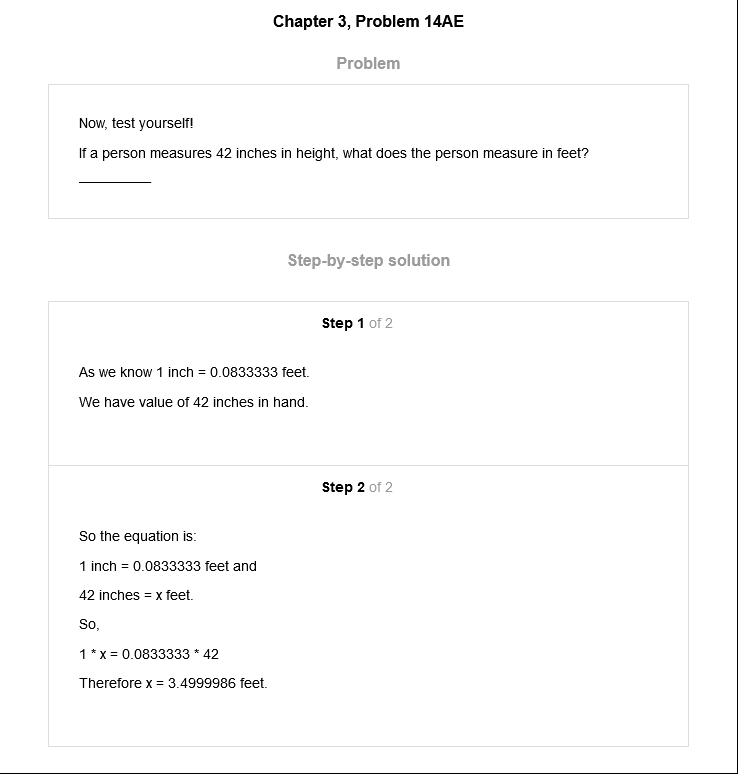 Chapter 3, Problem 14AE
Problem
Now, test yourself!
If a person measures 42 inches in height, what does the person measure in feet?
__________
Step-by-step solution
Step 1 of 2
As we know 1 inch = 0.0833333 feet.
We have value of 42 inches in hand.
Step 2 of 2
So the equation is:
1 inch = 0.0833333 feet and
42 inches = x feet.
So,
1 * x = 0.0833333 * 42
Therefore x = 3.4999986 feet.